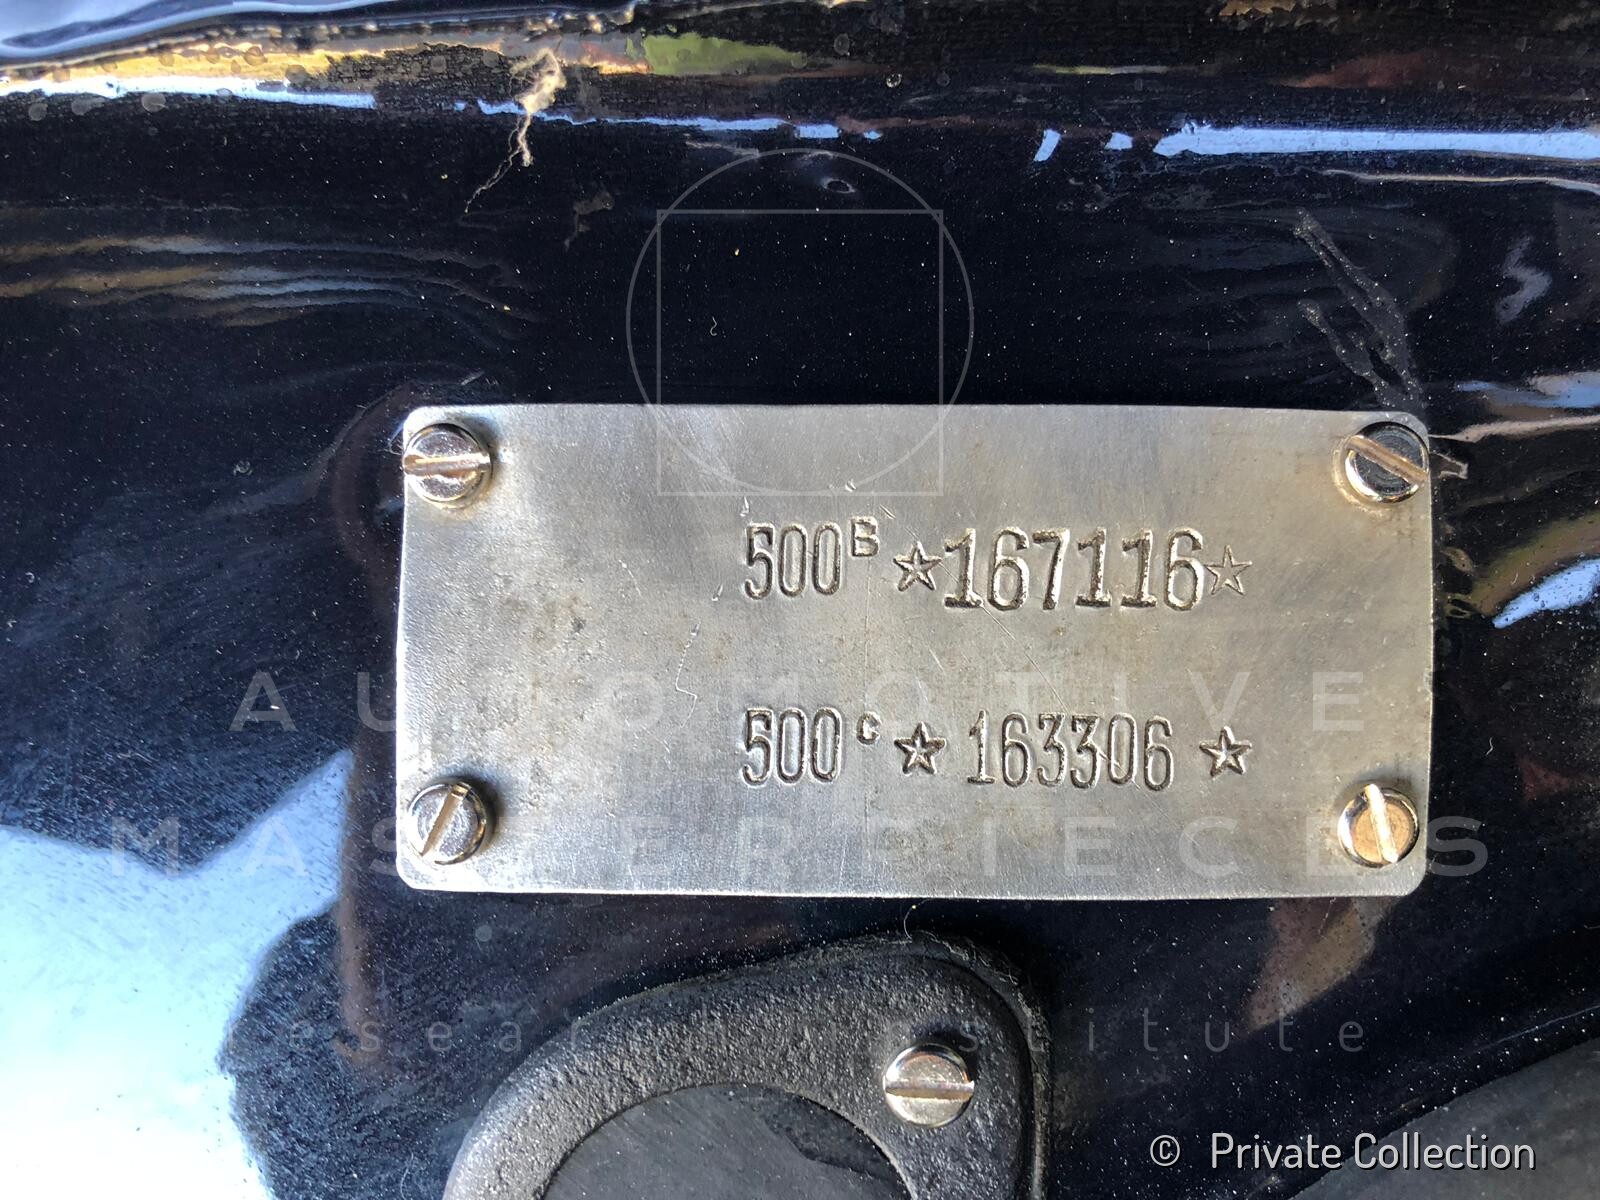 500B ☆167116☆
500C ☆ 163306 ☆
AUTOMOTIVE
MASTERPIECES
research institute
© Private Collection